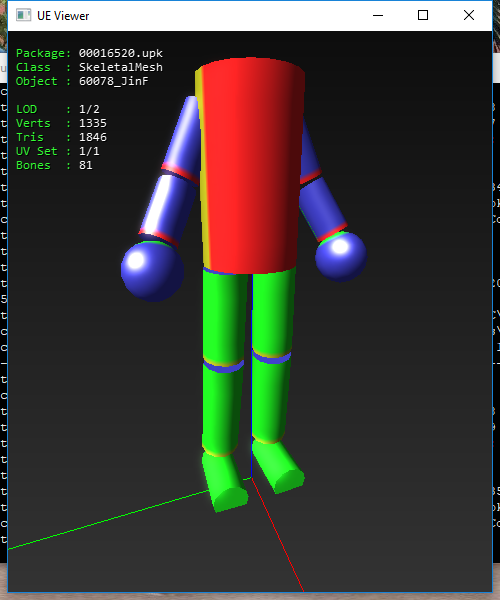 UE Viewer
Package: 00016520.upk
Class  : SkeletalMesh
Object : 60078_JinF
LOD    : 1/2
Verts  : 1335
Tris   : 1846
UV Set : 1/1
Bones  : 81